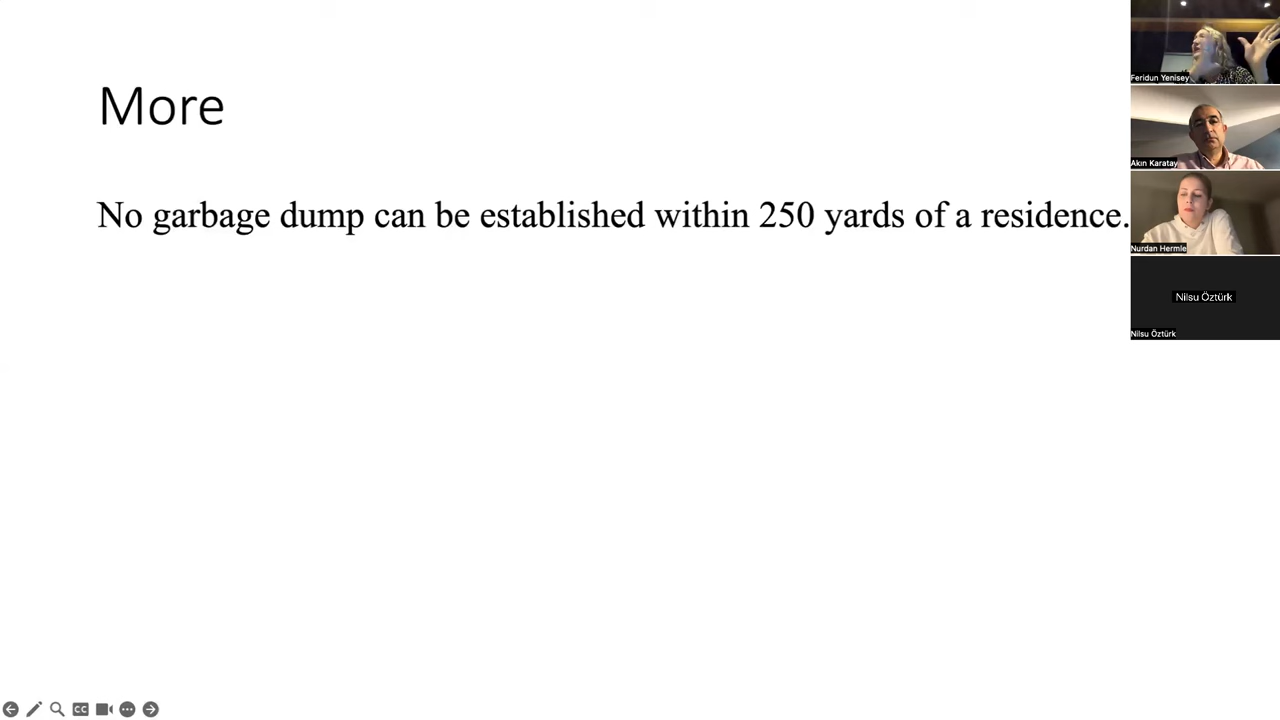 More
No garbage dump can be established within 250 yards of a residence.
Feridun Yenisey
Akın Karatay
Nurdan Hermle
Nilsu Öztürk
Nilsu Öztürk
CC